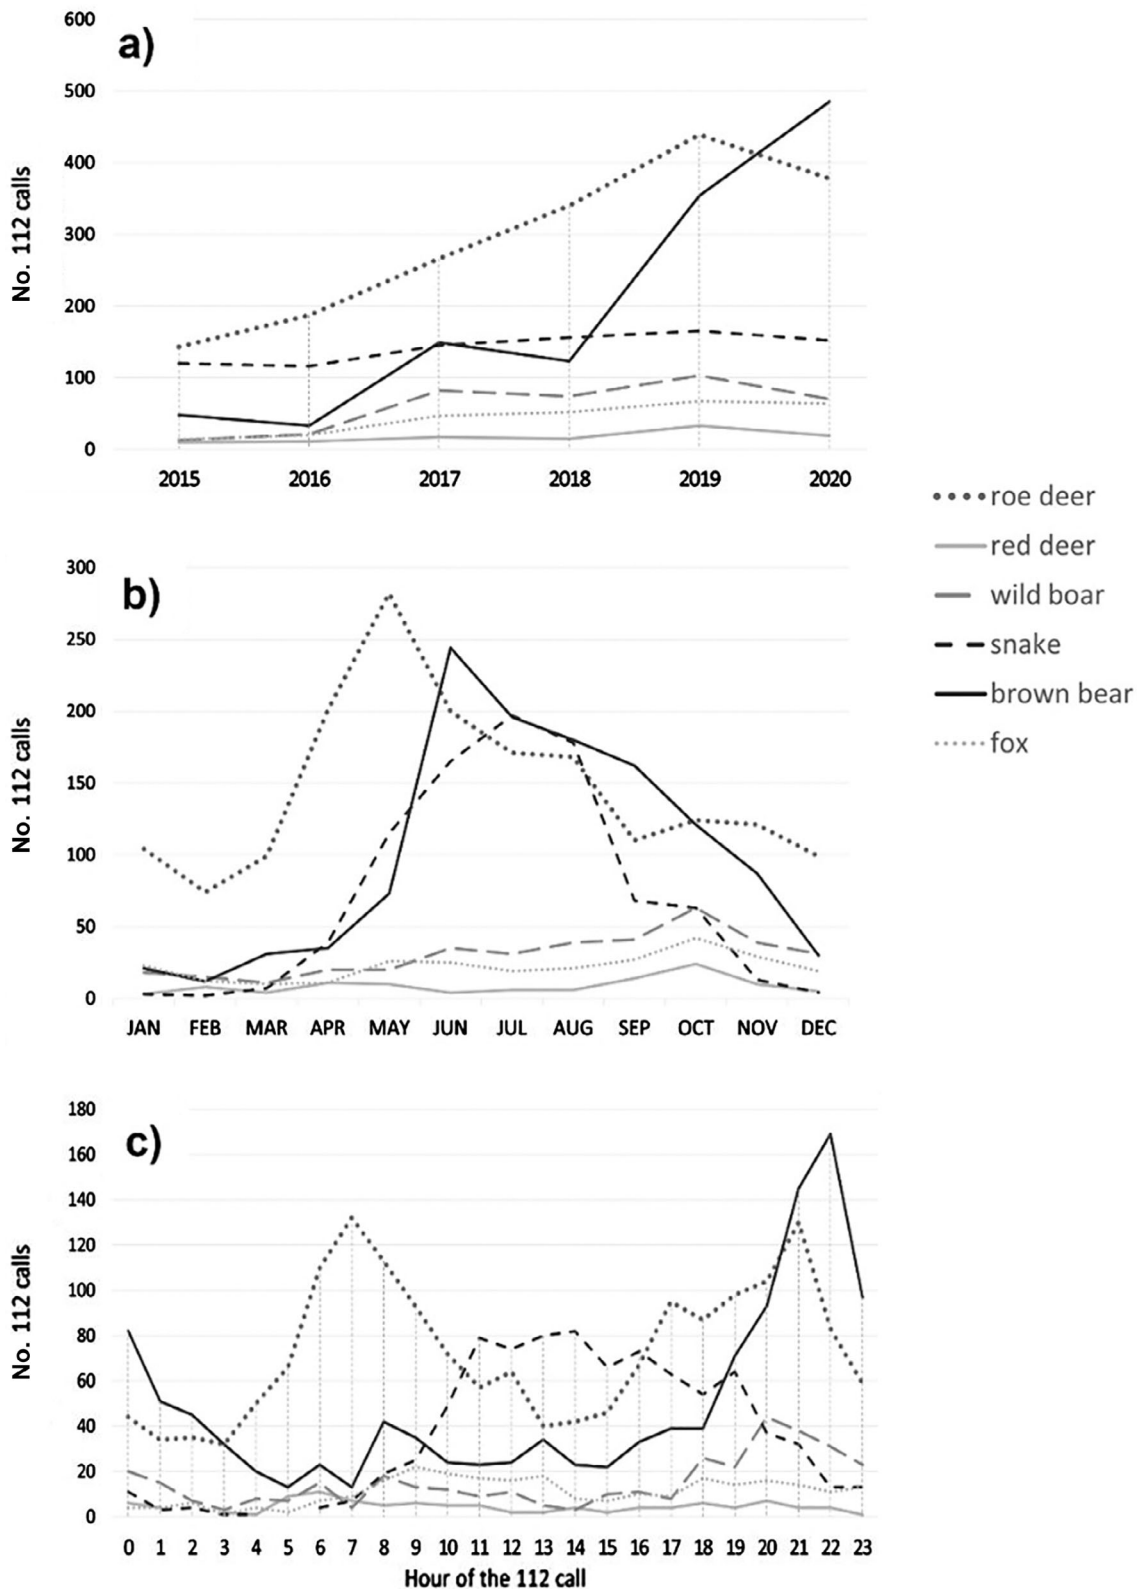 a)
600
500
400
300
200
100
0
No. 112 calls
2015 2016 2017 2018 2019 2020
roe deer
red deer
wild boar
snake
brown bear
fox
b)
300
250
200
150
100
50
0
No. 112 calls
JAN FEB MAR APR MAY JUN JUL AUG SEP OCT NOV DEC
c)
180
160
140
120
100
80
60
40
20
0
No. 112 calls
0 1 2 3 4 5 6 7 8 9 10 11 12 13 14 15 16 17 18 19 20 21 22 23
Hour of the 112 call